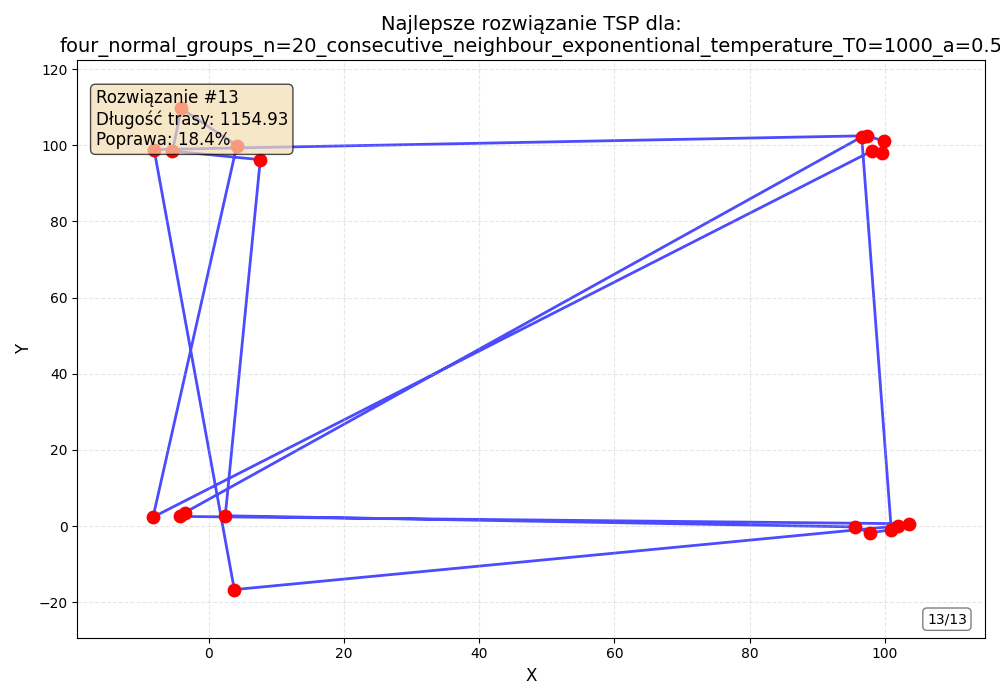 Najlepsze rozwiązanie TSP dla:
four_normal_groups_n=20_consecutive_neighbour_exponentional_temperature_T0=1000_a=0.5
Rozwiązanie #13
Długość trasy: 1154.93
Poprawa: 18.4%
120
100
80
60
40
20
0
−20
Y
0
20
40
60
80
100
X
13/13